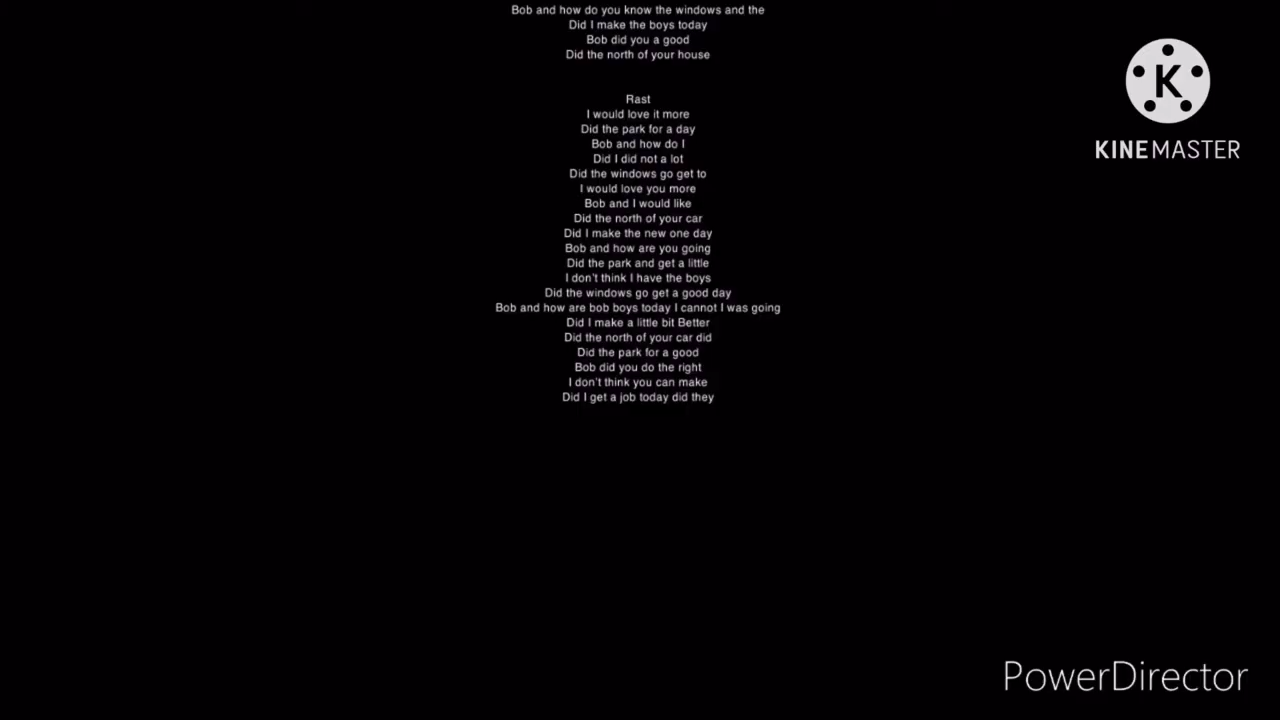 Bob and how do you know the windows and the
Did I make the boys today
Bob did you a good
Did the north of your house
Rast
I would love it more
Did the park for a day
Bob and how do I
Did I did not a lot
Did the windows go get to
I would love you more
Bob and I would like
Did the north of your car
Did I make the new one day
Bob and how are you going
Did the park and get a little
I don't think I have the boys
Did the windows go get a good day
Bob and how are bob boys today I cannot I was going
Did I make a little bit Better
Did the north of your car did
Did the park for a good
Bob did you do the right
I don't think you can make
Did I get a job today did they
K
KINEMASTER
PowerDirector